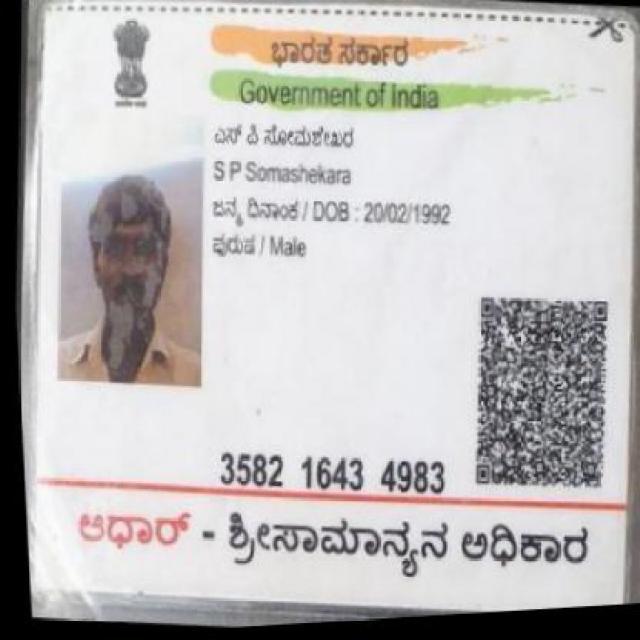 ಭಾರತ ಸರ್ಕಾರ
Government of India
ಎಸ್ ಪಿ ಸೋಮಶೇಖರ
S P Somashekara
ಜನ್ಮ ದಿನಾಂಕ / DOB : 20/02/1992
ಪುರುಷ / Male
3582 1643 4983
ಆಧಾರ್ - ಶ್ರೀಸಾಮಾನ್ಯನ ಅಧಿಕಾರ